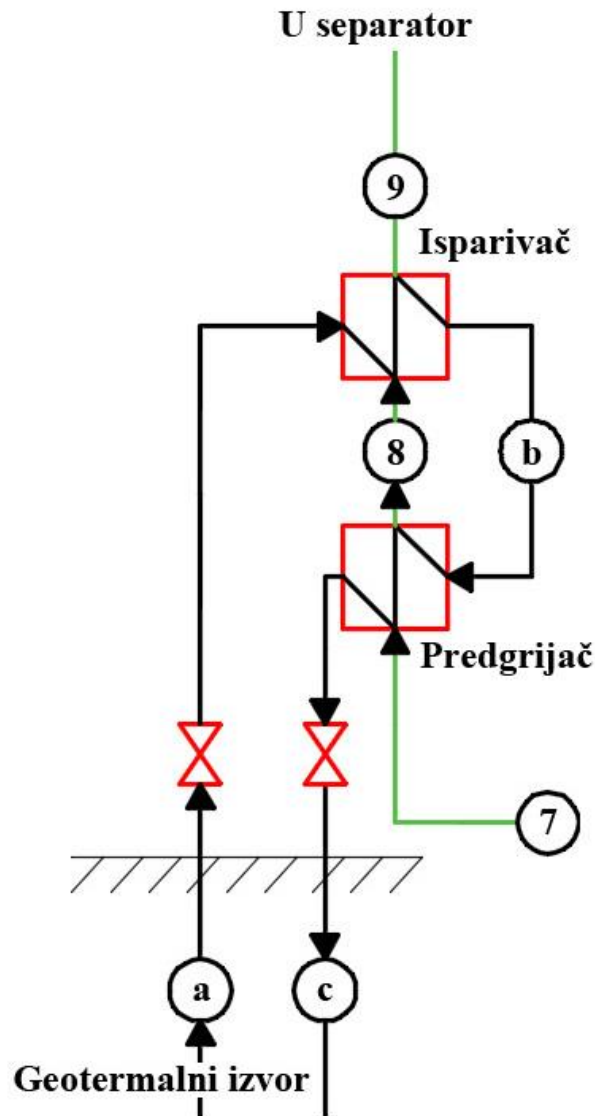 U separator
9
Isparivač
8
b
Predgrijač
7
a
c
Geotermalni izvor